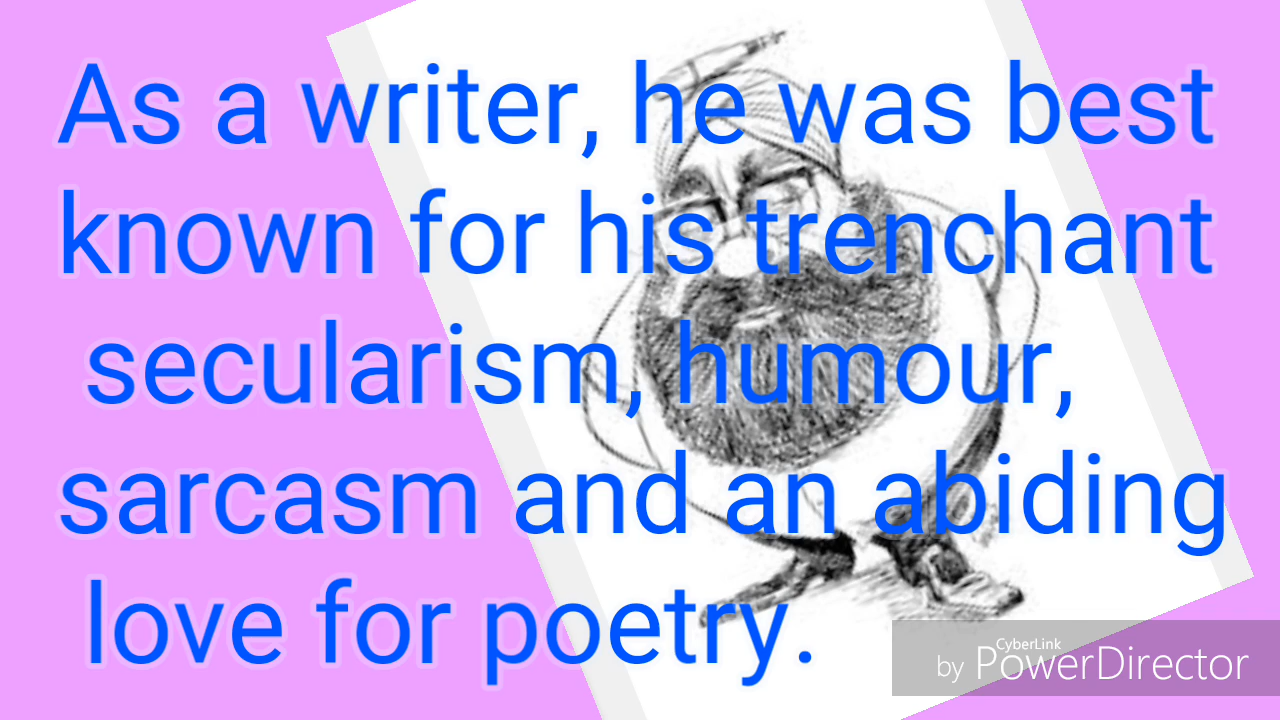 As a writer, he was best
known for his trenchant
secularism, humour,
sarcasm and an abiding
love for poetry.
CyberLink
by PowerDirector